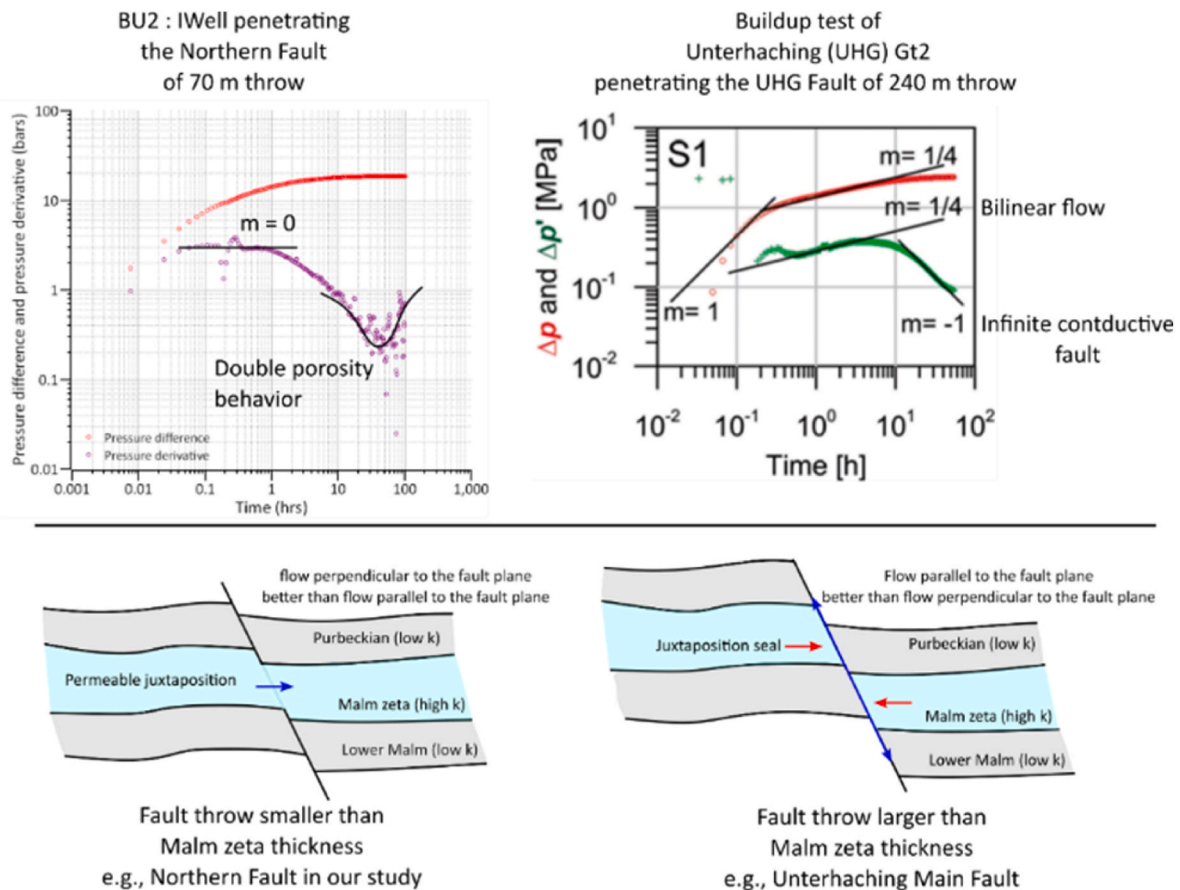 BU2 : IWell penetrating
the Northern Fault
of 70 m throw
Pressure difference and pressure derivative (bars)
100
10
1
0.1
0.01
m = 0
Double porosity
behavior
Pressure difference
Pressure derivative
0.001
0.01
0.1
1
10
100
1,000
Time (hrs)
Buildup test of
Unterhaching (UHG) Gt2
penetrating the UHG Fault of 240 m throw
Δp and Δp' [MPa]
10¹
10⁰
10⁻¹
10⁻²
S1
m= 1/4
m= 1/4
Bilinear flow
m= 1
m= -1
Infinite contductive
fault
10⁻²
10⁻¹
10⁰
10¹
10²
Time [h]
flow perpendicular to the fault plane
better than flow parallel to the fault plane
Purbeckian (low k)
Permeable juxtaposition
Malm zeta (high k)
Lower Malm (low k)
Fault throw smaller than
Malm zeta thickness
e.g., Northern Fault in our study
Flow parallel to the fault plane
better than flow perpendicular to the fault plane
Juxtaposition seal
Purbeckian (low k)
Malm zeta (high k)
Lower Malm (low k)
Fault throw larger than
Malm zeta thickness
e.g., Unterhaching Main Fault